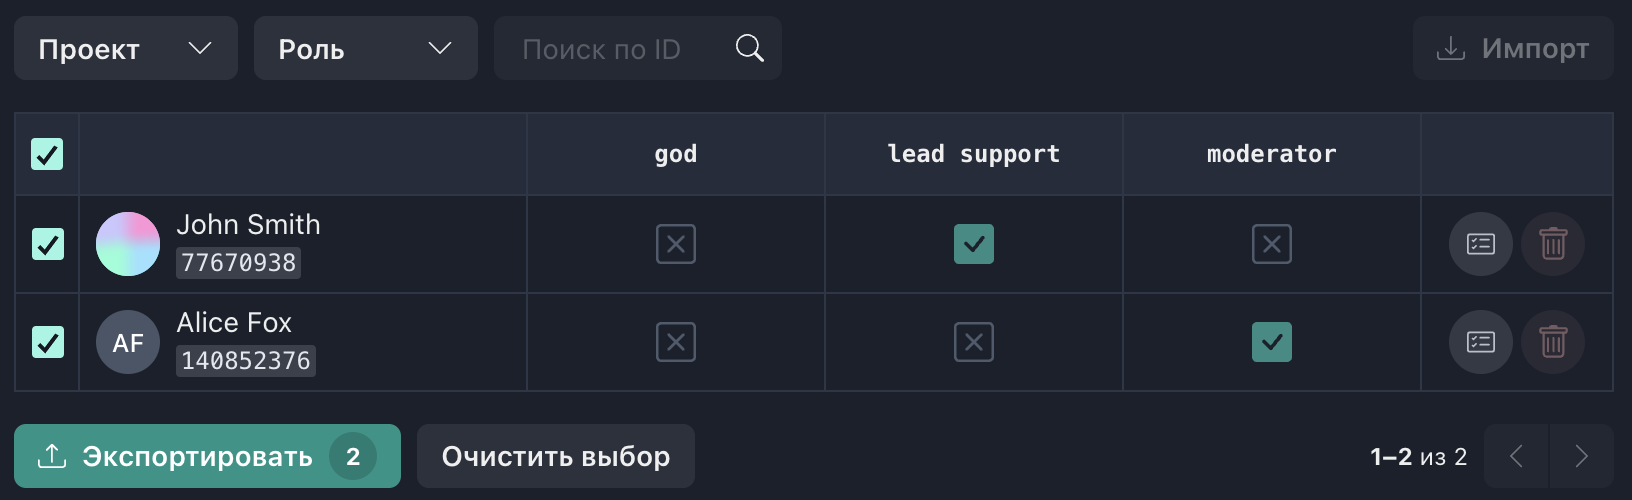 Проект
Роль
Поиск по ID
Импорт
god
lead support
moderator
John Smith
77670938
AF
Alice Fox
140852376
Экспортировать 2
Очистить выбор
1–2 из 2